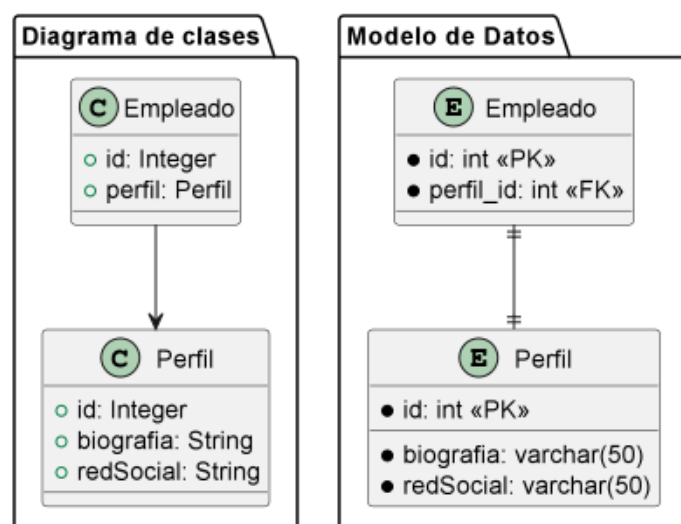 Diagrama de clases
C Empleado
id: Integer
perfil: Perfil
C Perfil
id: Integer
biografia: String
redSocial: String
Modelo de Datos
E Empleado
id: int «PK»
perfil_id: int «FK»
E Perfil
id: int «PK»
biografia: varchar(50)
redSocial: varchar(50)